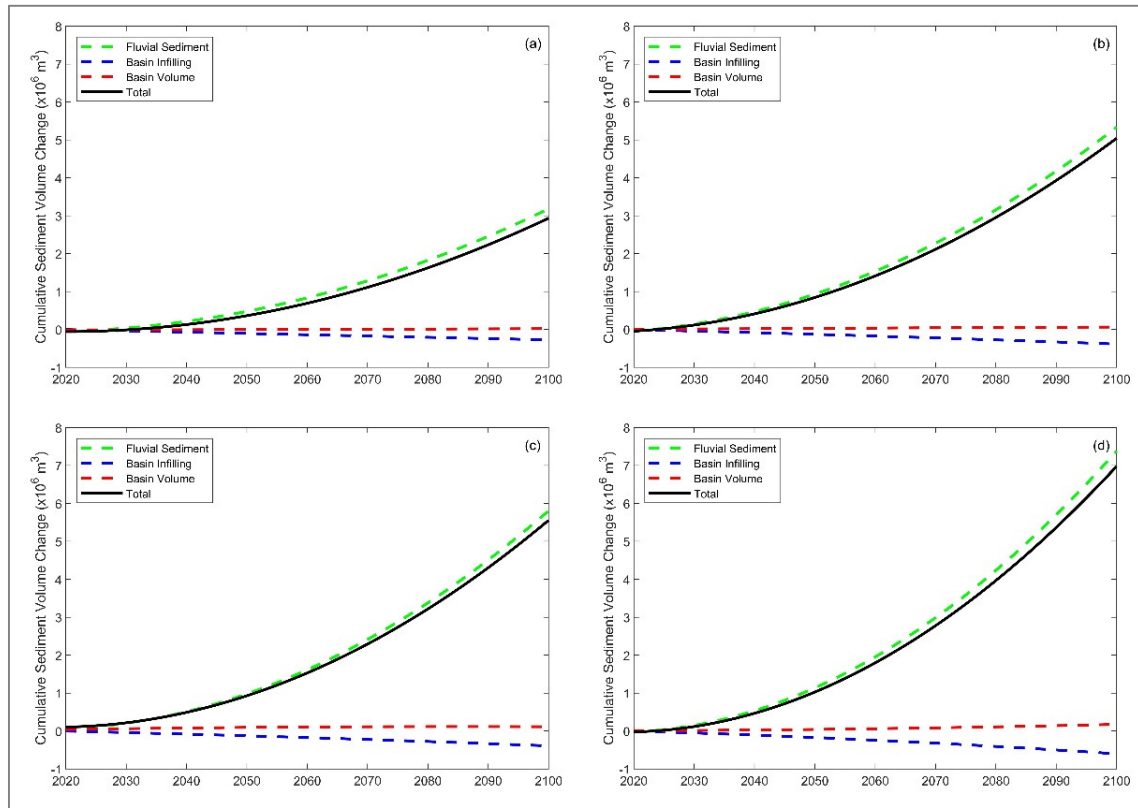 (a)
Fluvial Sediment
Basin Infilling
Basin Volume
Total
Cumulative Sediment Volume Change (x10⁶ m³)
8
7
6
5
4
3
2
1
0
-1
2020 2030 2040 2050 2060 2070 2080 2090 2100
(b)
Fluvial Sediment
Basin Infilling
Basin Volume
Total
Cumulative Sediment Volume Change (x10⁶ m³)
8
7
6
5
4
3
2
1
0
-1
2020 2030 2040 2050 2060 2070 2080 2090 2100
(c)
Fluvial Sediment
Basin Infilling
Basin Volume
Total
Cumulative Sediment Volume Change (x10⁶ m³)
8
7
6
5
4
3
2
1
0
-1
2020 2030 2040 2050 2060 2070 2080 2090 2100
(d)
Fluvial Sediment
Basin Infilling
Basin Volume
Total
Cumulative Sediment Volume Change (x10⁶ m³)
8
7
6
5
4
3
2
1
0
-1
2020 2030 2040 2050 2060 2070 2080 2090 2100